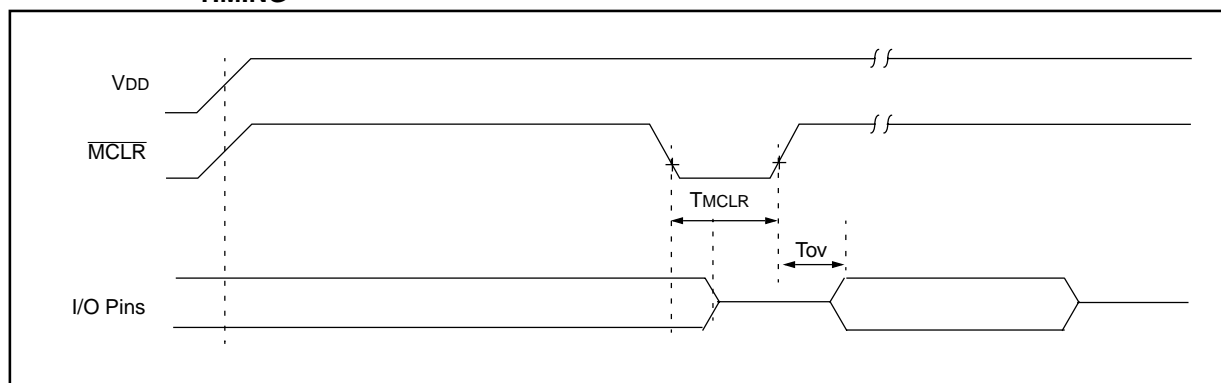 TIMING
VDD
MCLR
TMCLR
Tov
I/O Pins